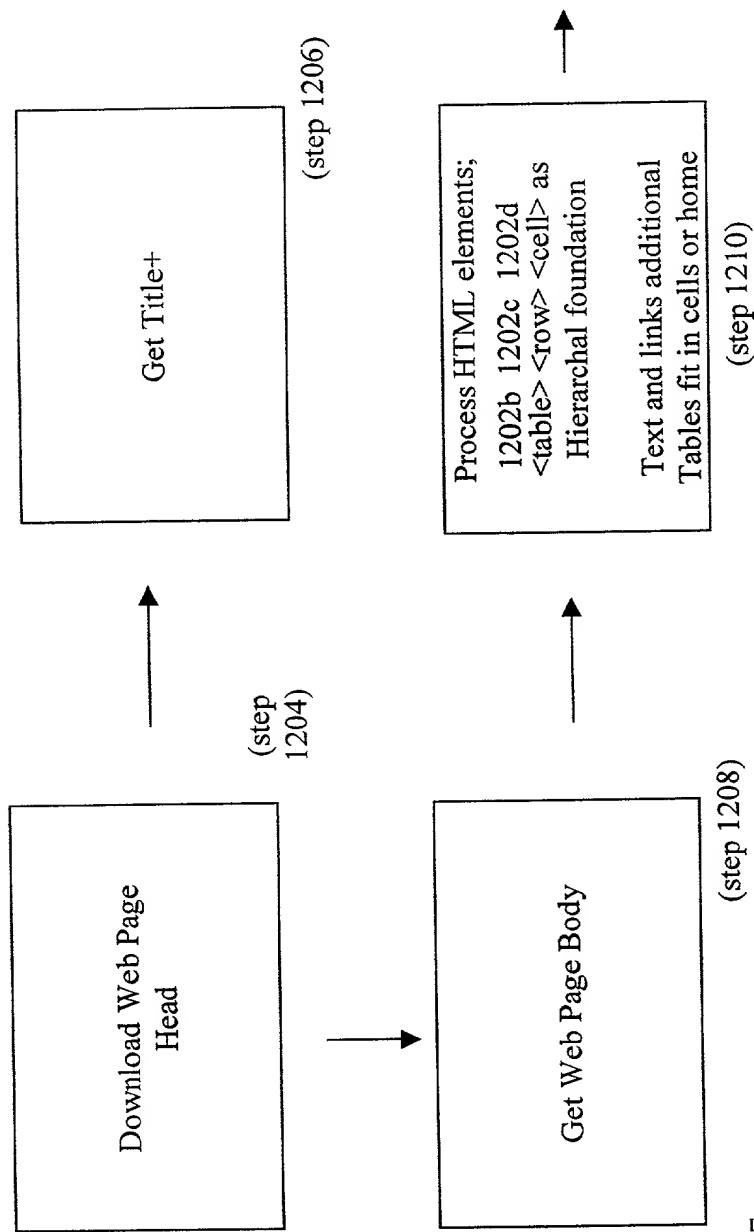 Download Web Page
Head
(step
1204)
Get Title+
(step 1206)
Get Web Page Body
(step 1208)
Process HTML elements;
1202b 1202c 1202d
<table> <row> <cell> as
Hierarchal foundation
Text and links additional
Tables fit in cells or home
(step 1210)